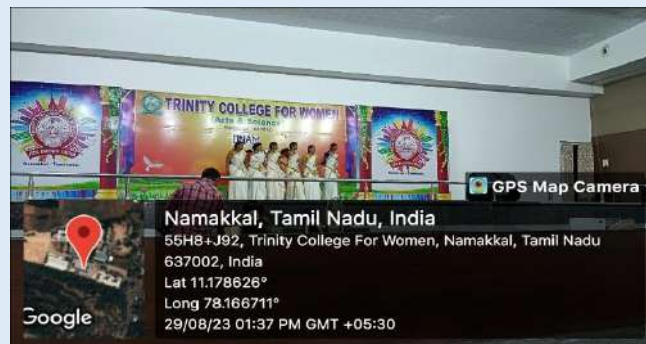 TRINITY COLLEGE FOR WOMEN
(Arts & Science)
GPS Map Camera
Namakkal, Tamil Nadu, India
55H8+J92, Trinity College For Women, Namakkal, Tamil Nadu
637002, India
Lat 11.178626°
Long 78.166711°
29/08/23 01:37 PM GMT +05:30
Google